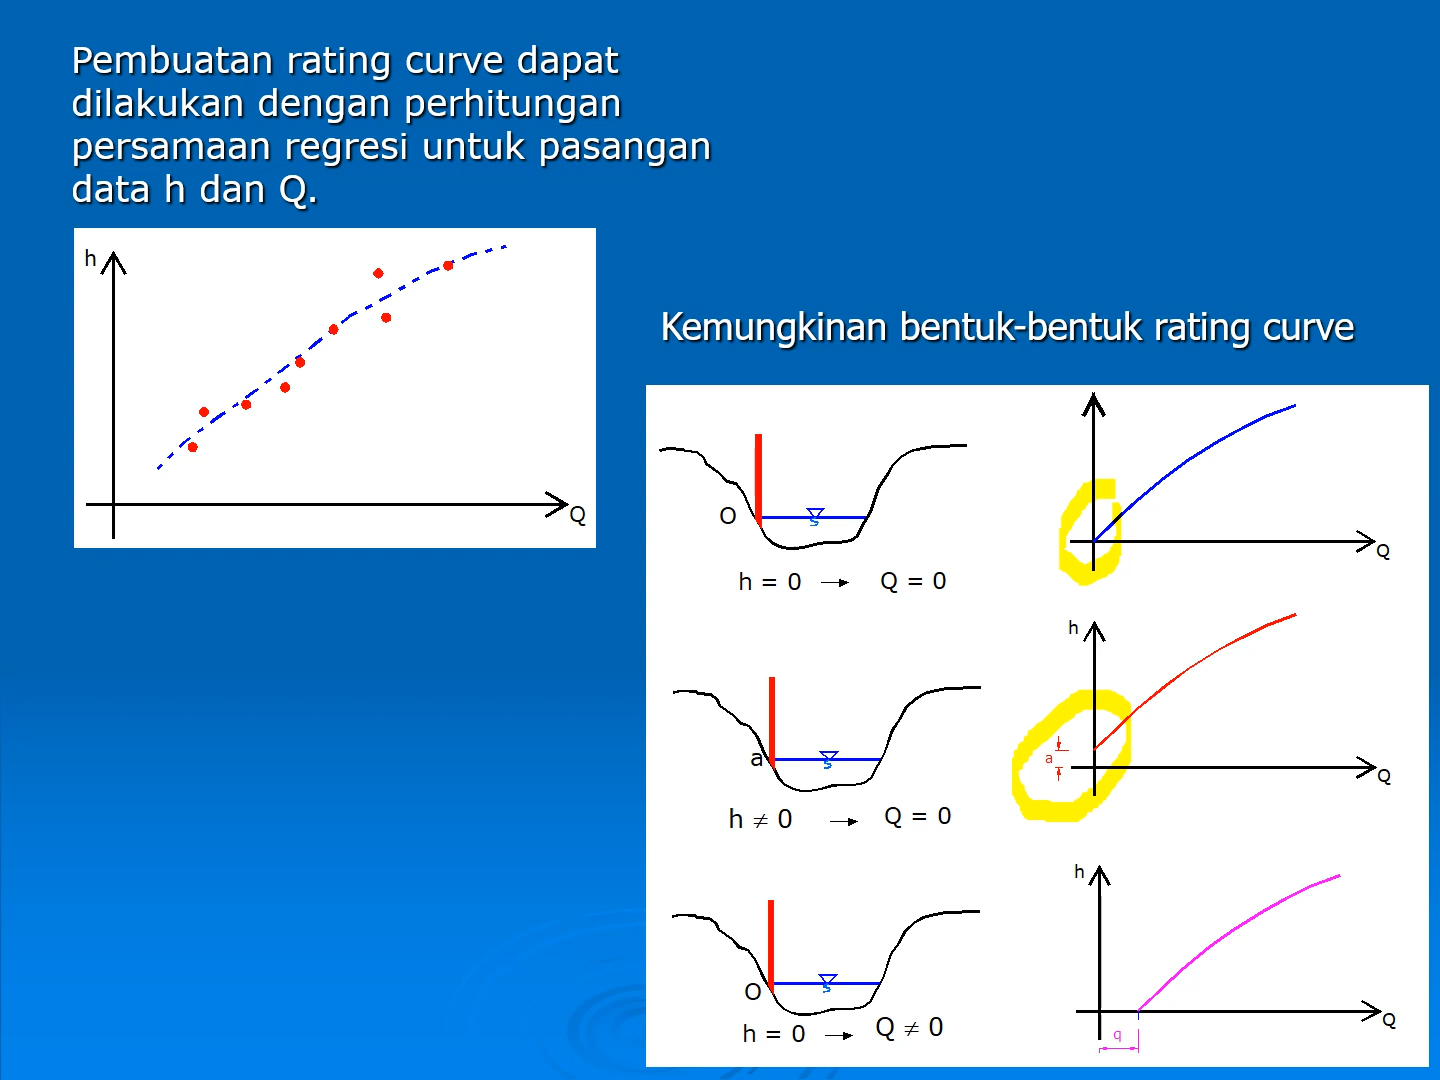 Pembuatan rating curve dapat
dilakukan dengan perhitungan
persamaan regresi untuk pasangan
data h dan Q.
h
Q
Kemungkinan bentuk-bentuk rating curve
O
h = 0 → Q = 0
Q
a
h ≠ 0 → Q = 0
h
a
Q
O
h = 0 → Q ≠ 0
h
q
Q